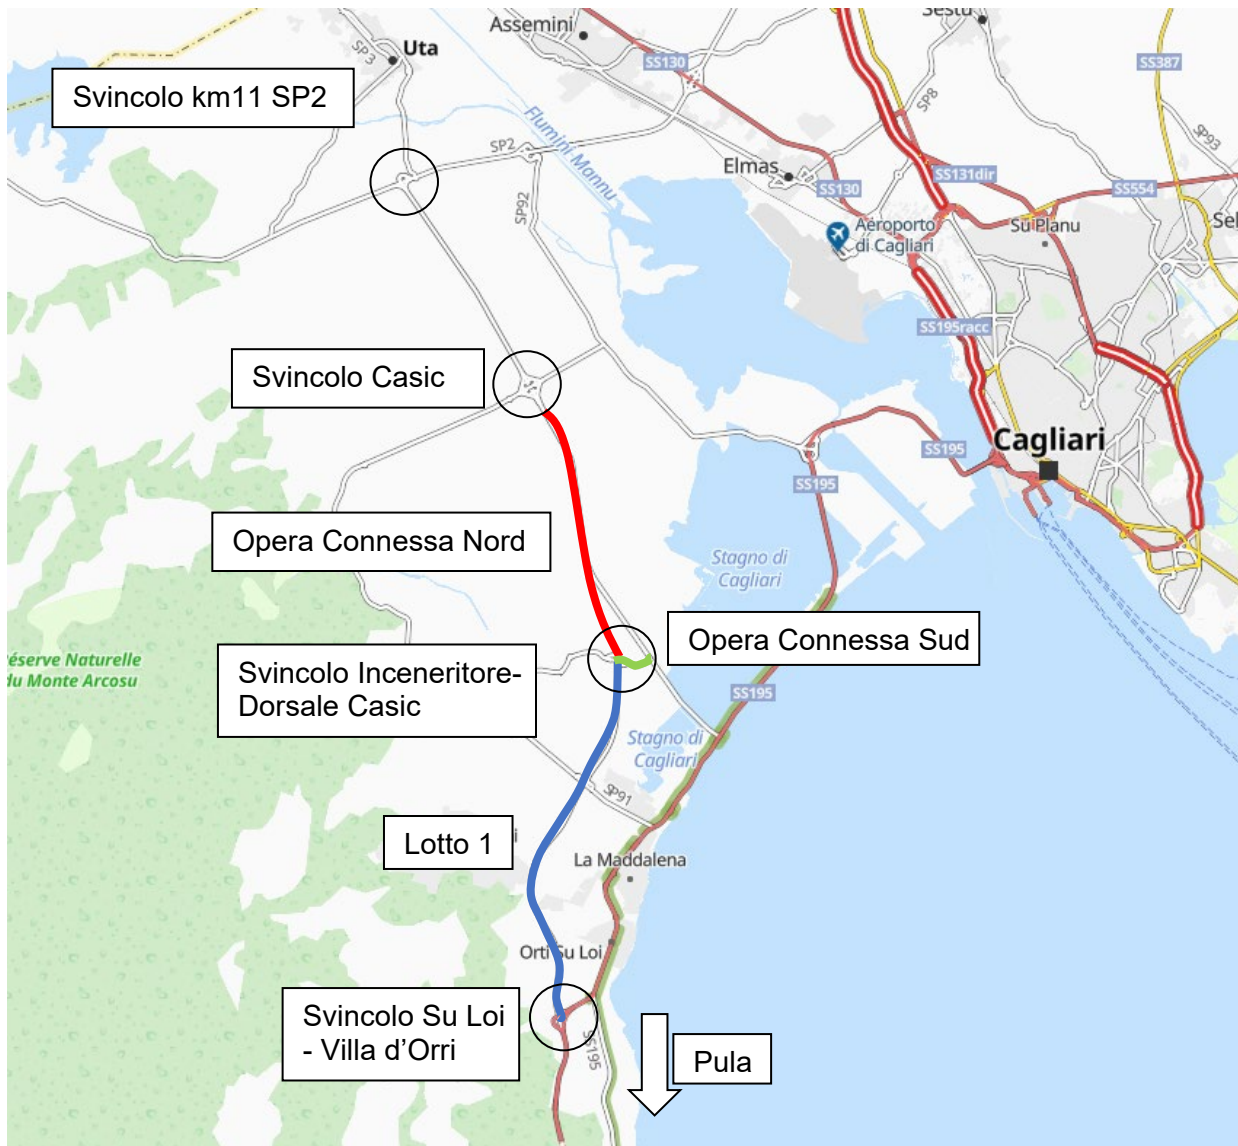 Sestu
Assemini
Uta
SP3
SS130
SS387
Svincolo km11 SP2
SP8
Flumini Mannu
SP93
SP2
Elmas
SS130
SS131dir
SS554
SP92
Aeroporto
di Cagliari
Su Planu
Sel
SS195racc
Svincolo Casic
Cagliari
SS195
SS195
Opera Connessa Nord
Stagno di
Cagliari
Opera Connessa Sud
éserve Naturelle
du Monte Arcosu
Svincolo Inceneritore-
Dorsale Casic
SS195
Stagno di
Cagliari
SP91
Lotto 1
i
La Maddalena
Orti Su Loi
Svincolo Su Loi
- Villa d’Orri
SS195
Pula